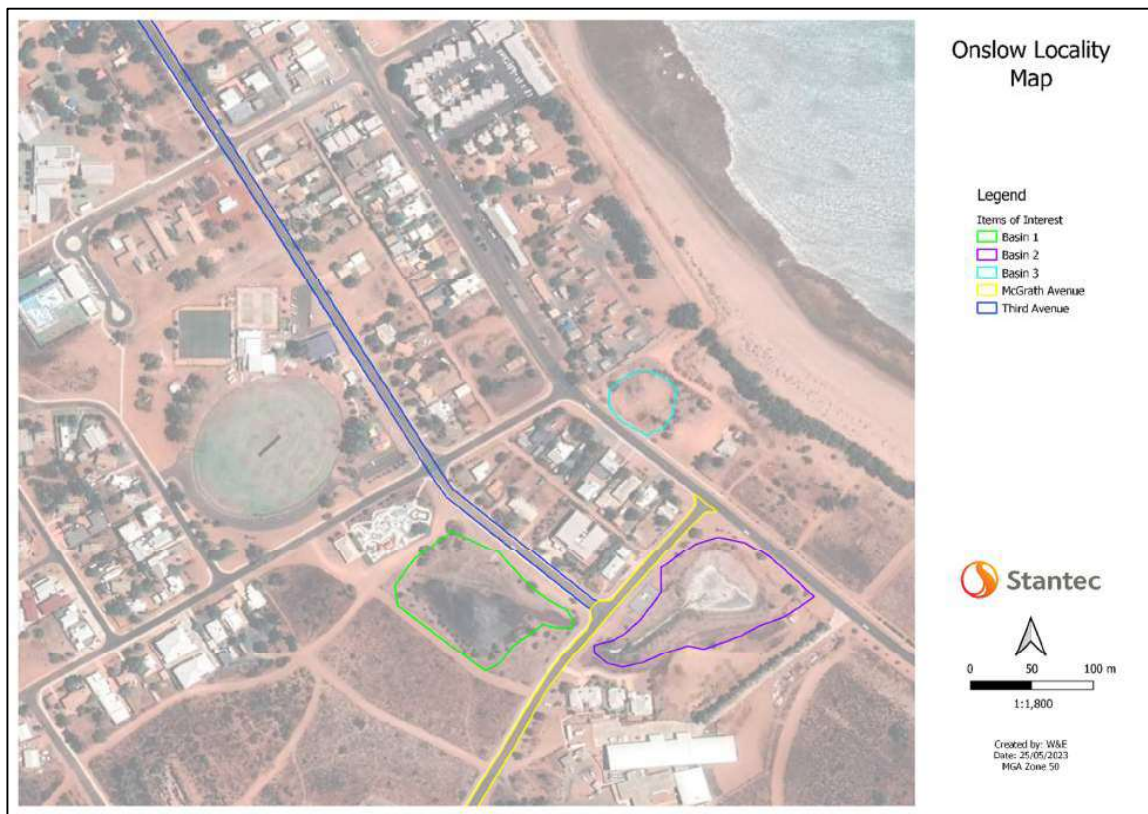 Onslow Locality
Map
Legend
Items of Interest
Basin 1
Basin 2
Basin 3
McGrath Avenue
Third Avenue
Stantec
0 50 100 m
1:1,800
Created by: W&E
Date: 25/05/2023
MGA Zone 50